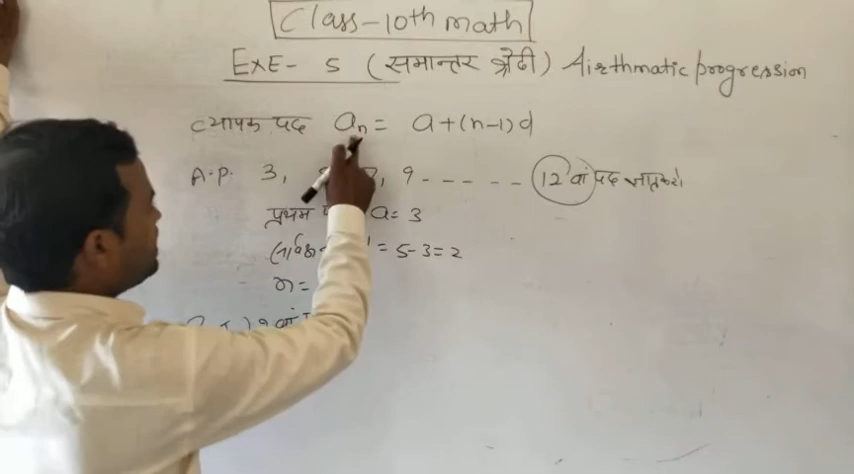 Class-10th math
EXE- 5 (समान्तर श्रेढी) Airthmatic progression
व्यापक पद an = a+(n-1)d
A.P. 3, 9 - - - - - 12 वां पद ज्ञात करो
प्रथम a= 3
= 5-3=2
n=
वां